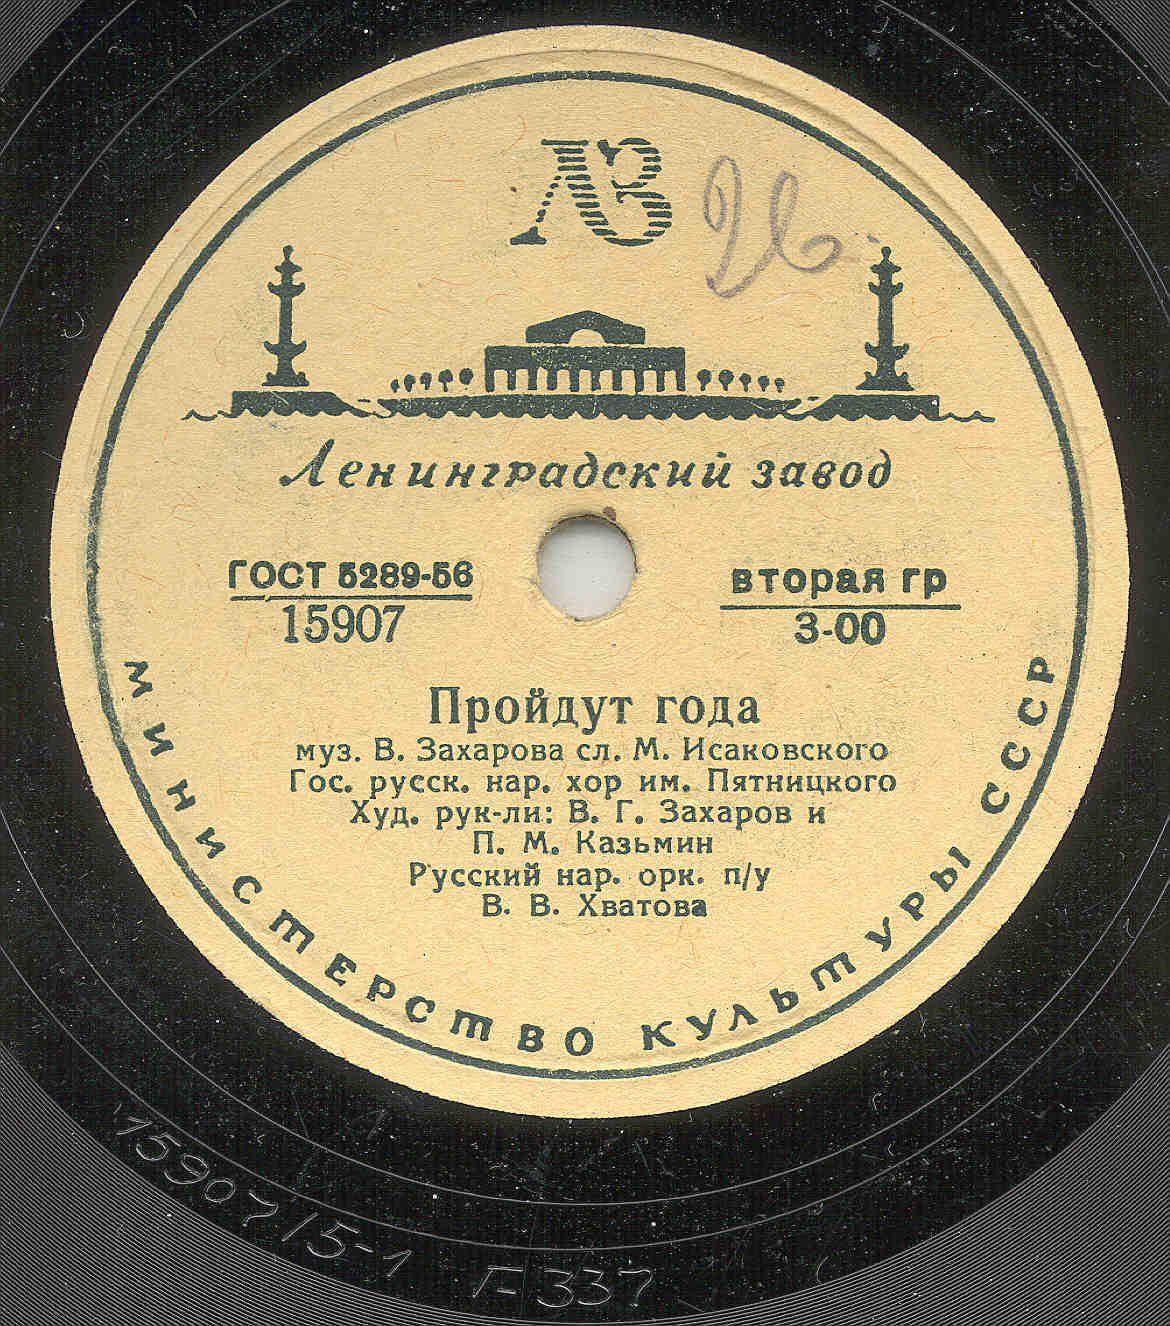 ЛЗ
26
Ленинградский завод
ГОСТ 5289-56
15907
вторая гр
3-00
Пройдут года
муз. В. Захарова сл. М. Исаковского
Гос. русск. нар. хор им. Пятницкого
Худ. рук-ли: В. Г. Захаров и
П. М. Казьмин
Русский нар. орк. п/у
В. В. Хватова
МИНИСТЕРСТВО КУЛЬТУРЫ СССР
15907/5-1
Г-337